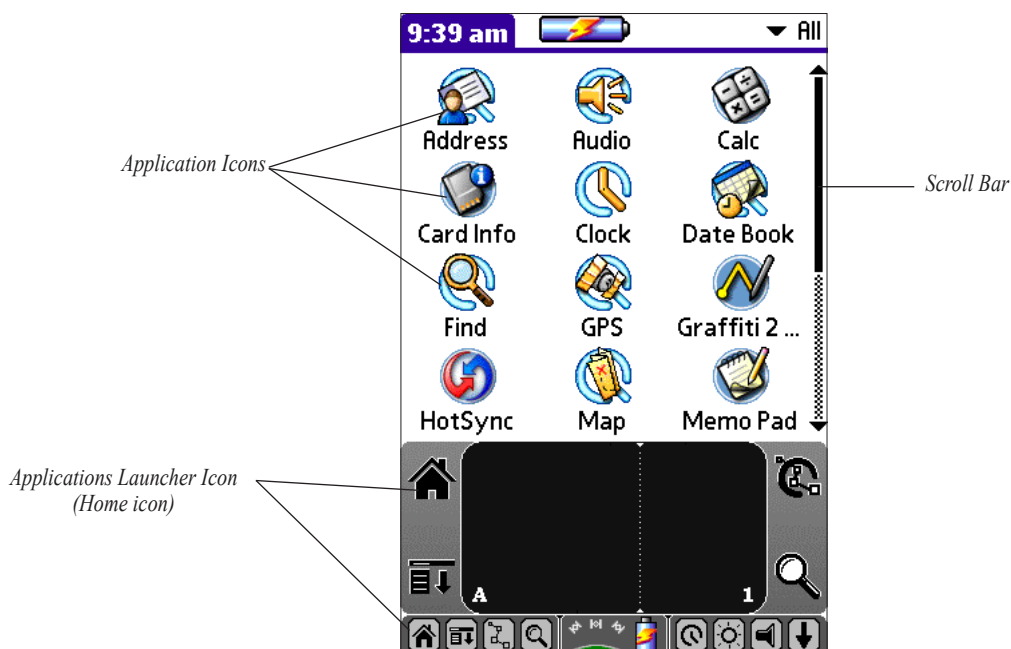 9:39 am
All
Address
Audio
Calc
Application Icons
Scroll Bar
Card Info
Clock
Date Book
Find
GPS
Graffiti 2 ...
HotSync
Map
Memo Pad
Applications Launcher Icon
(Home icon)
A
1